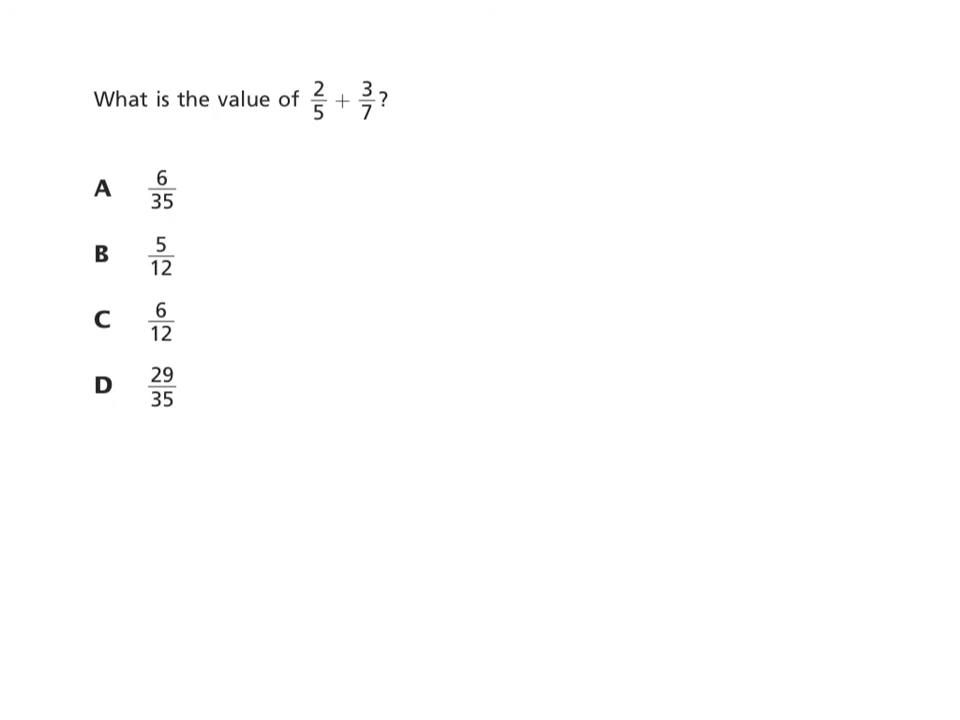 What is the value of 2/5 + 3/7?
A 6/35
B 5/12
C 6/12
D 29/35